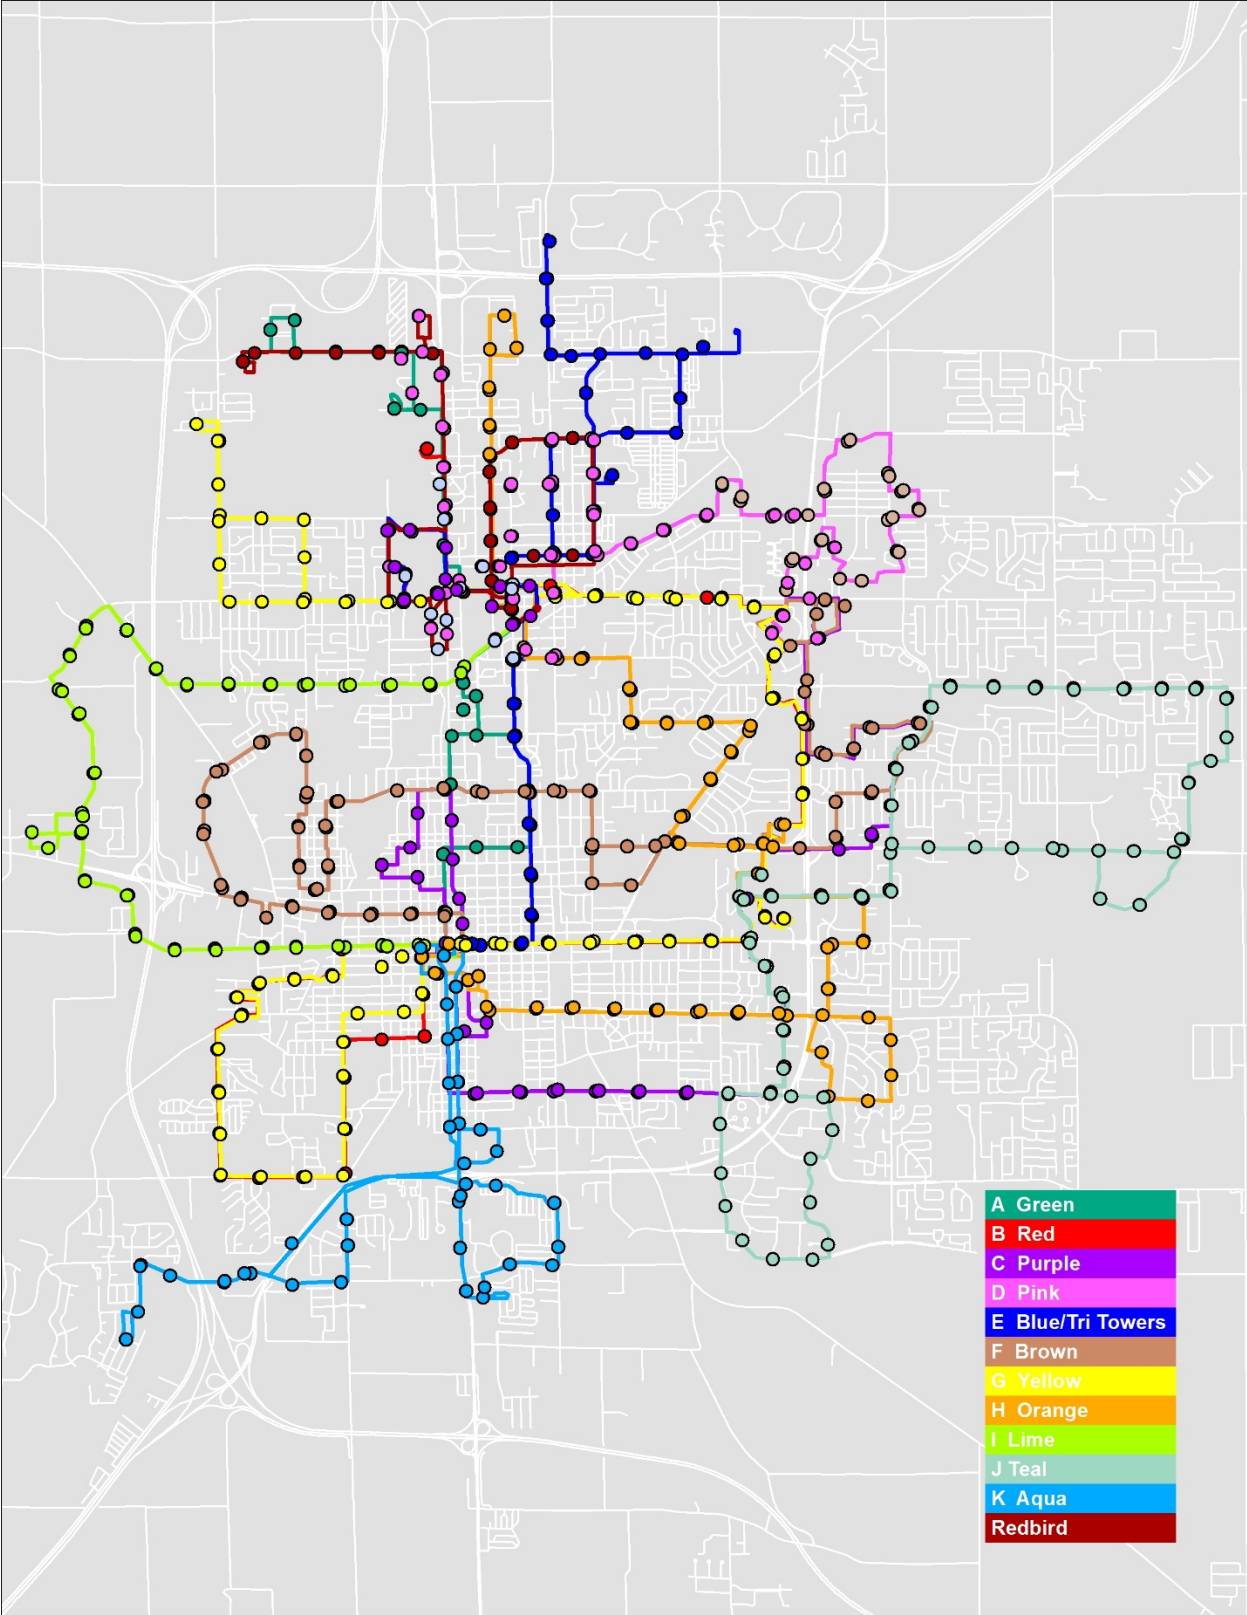 A Green
B Red
C Purple
D Pink
E Blue/Tri Towers
F Brown
G Yellow
H Orange
I Lime
J Teal
K Aqua
Redbird